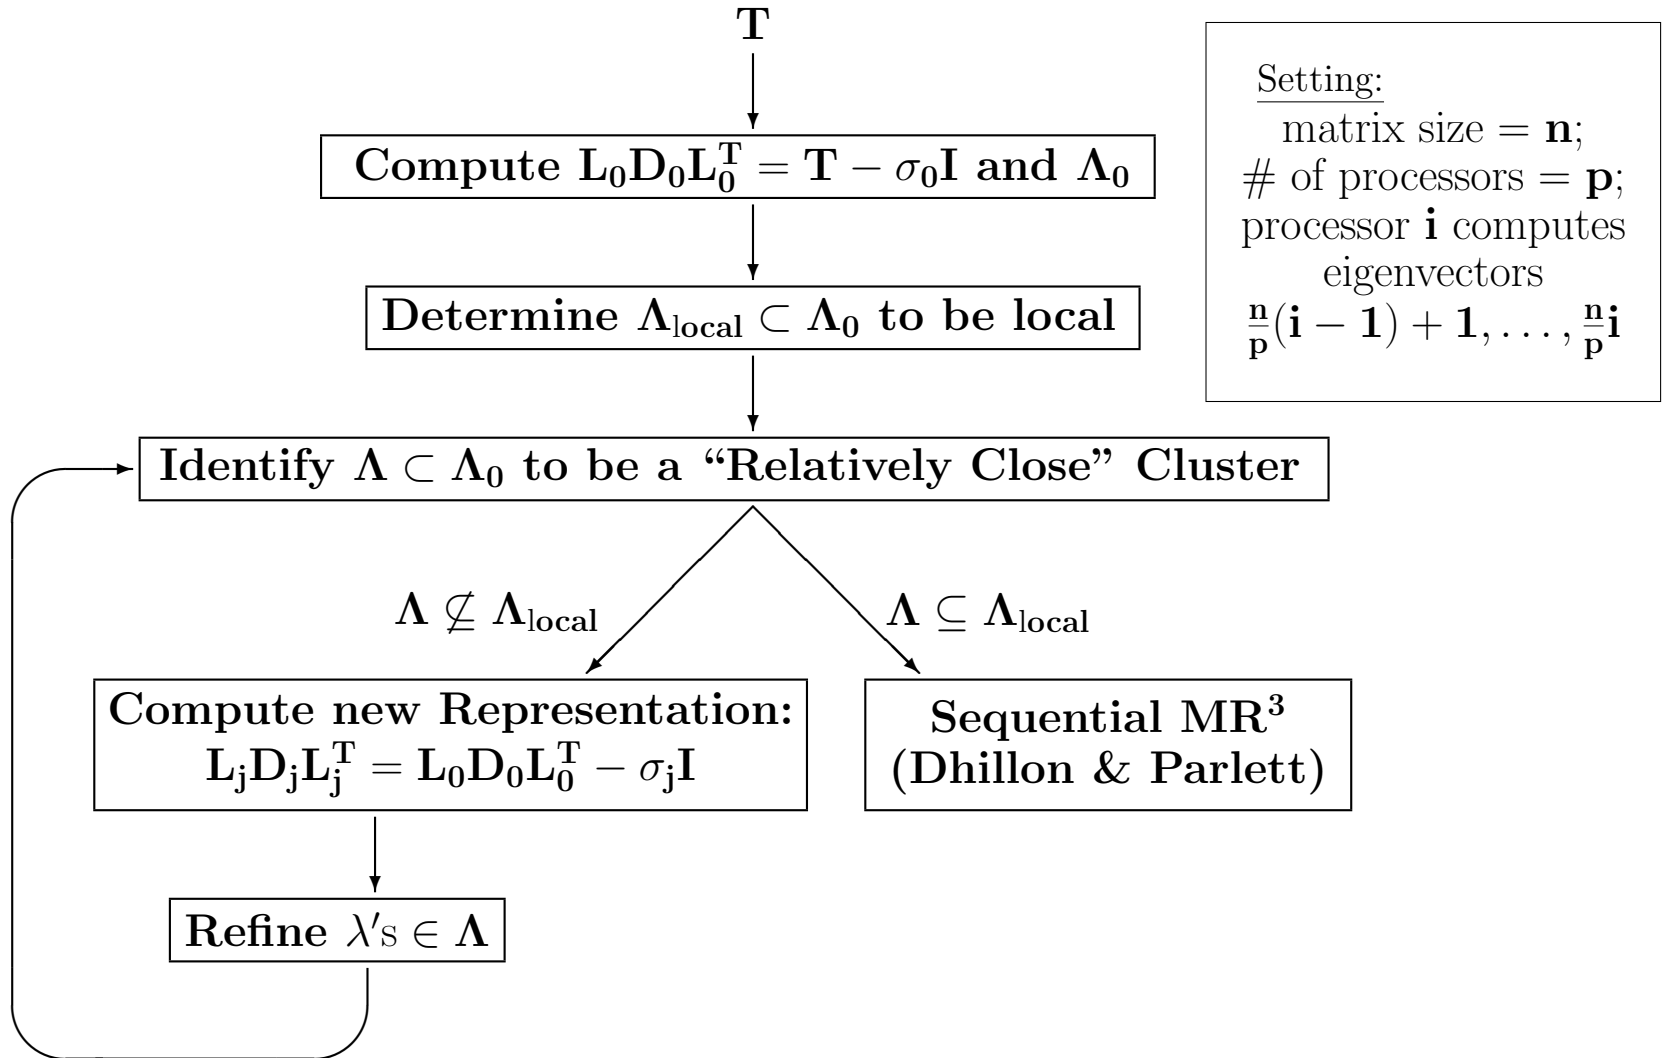 T
Setting:
matrix size = n;
# of processors = p;
processor i computes
eigenvectors
n/p(i − 1) + 1, . . . , n/p i
Compute L₀D₀L₀ᵀ = T − σ₀I and Λ₀
Determine Λlocal ⊂ Λ₀ to be local
Identify Λ ⊂ Λ₀ to be a “Relatively Close” Cluster
Λ ⊈ Λlocal
Λ ⊆ Λlocal
Compute new Representation:
LⱼDⱼLⱼᵀ = L₀D₀L₀ᵀ − σⱼI
Sequential MR³
(Dhillon & Parlett)
Refine λ′s ∈ Λ